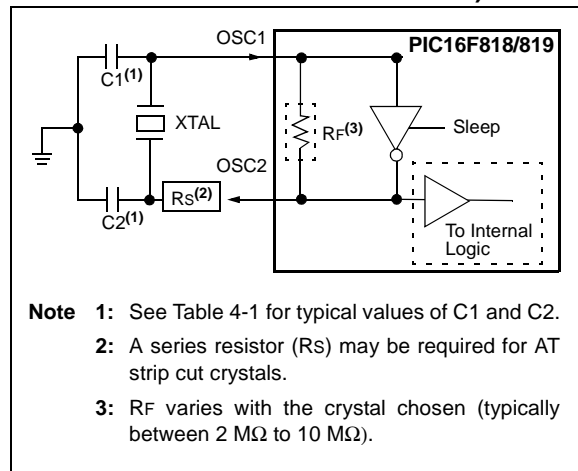 OSC1
PIC16F818/819
C1(1)
XTAL
RF(3)
Sleep
OSC2
C2(1)
RS(2)
To Internal
Logic
Note 1: See Table 4-1 for typical values of C1 and C2.
2: A series resistor (RS) may be required for AT
strip cut crystals.
3: RF varies with the crystal chosen (typically
between 2 MΩ to 10 MΩ).